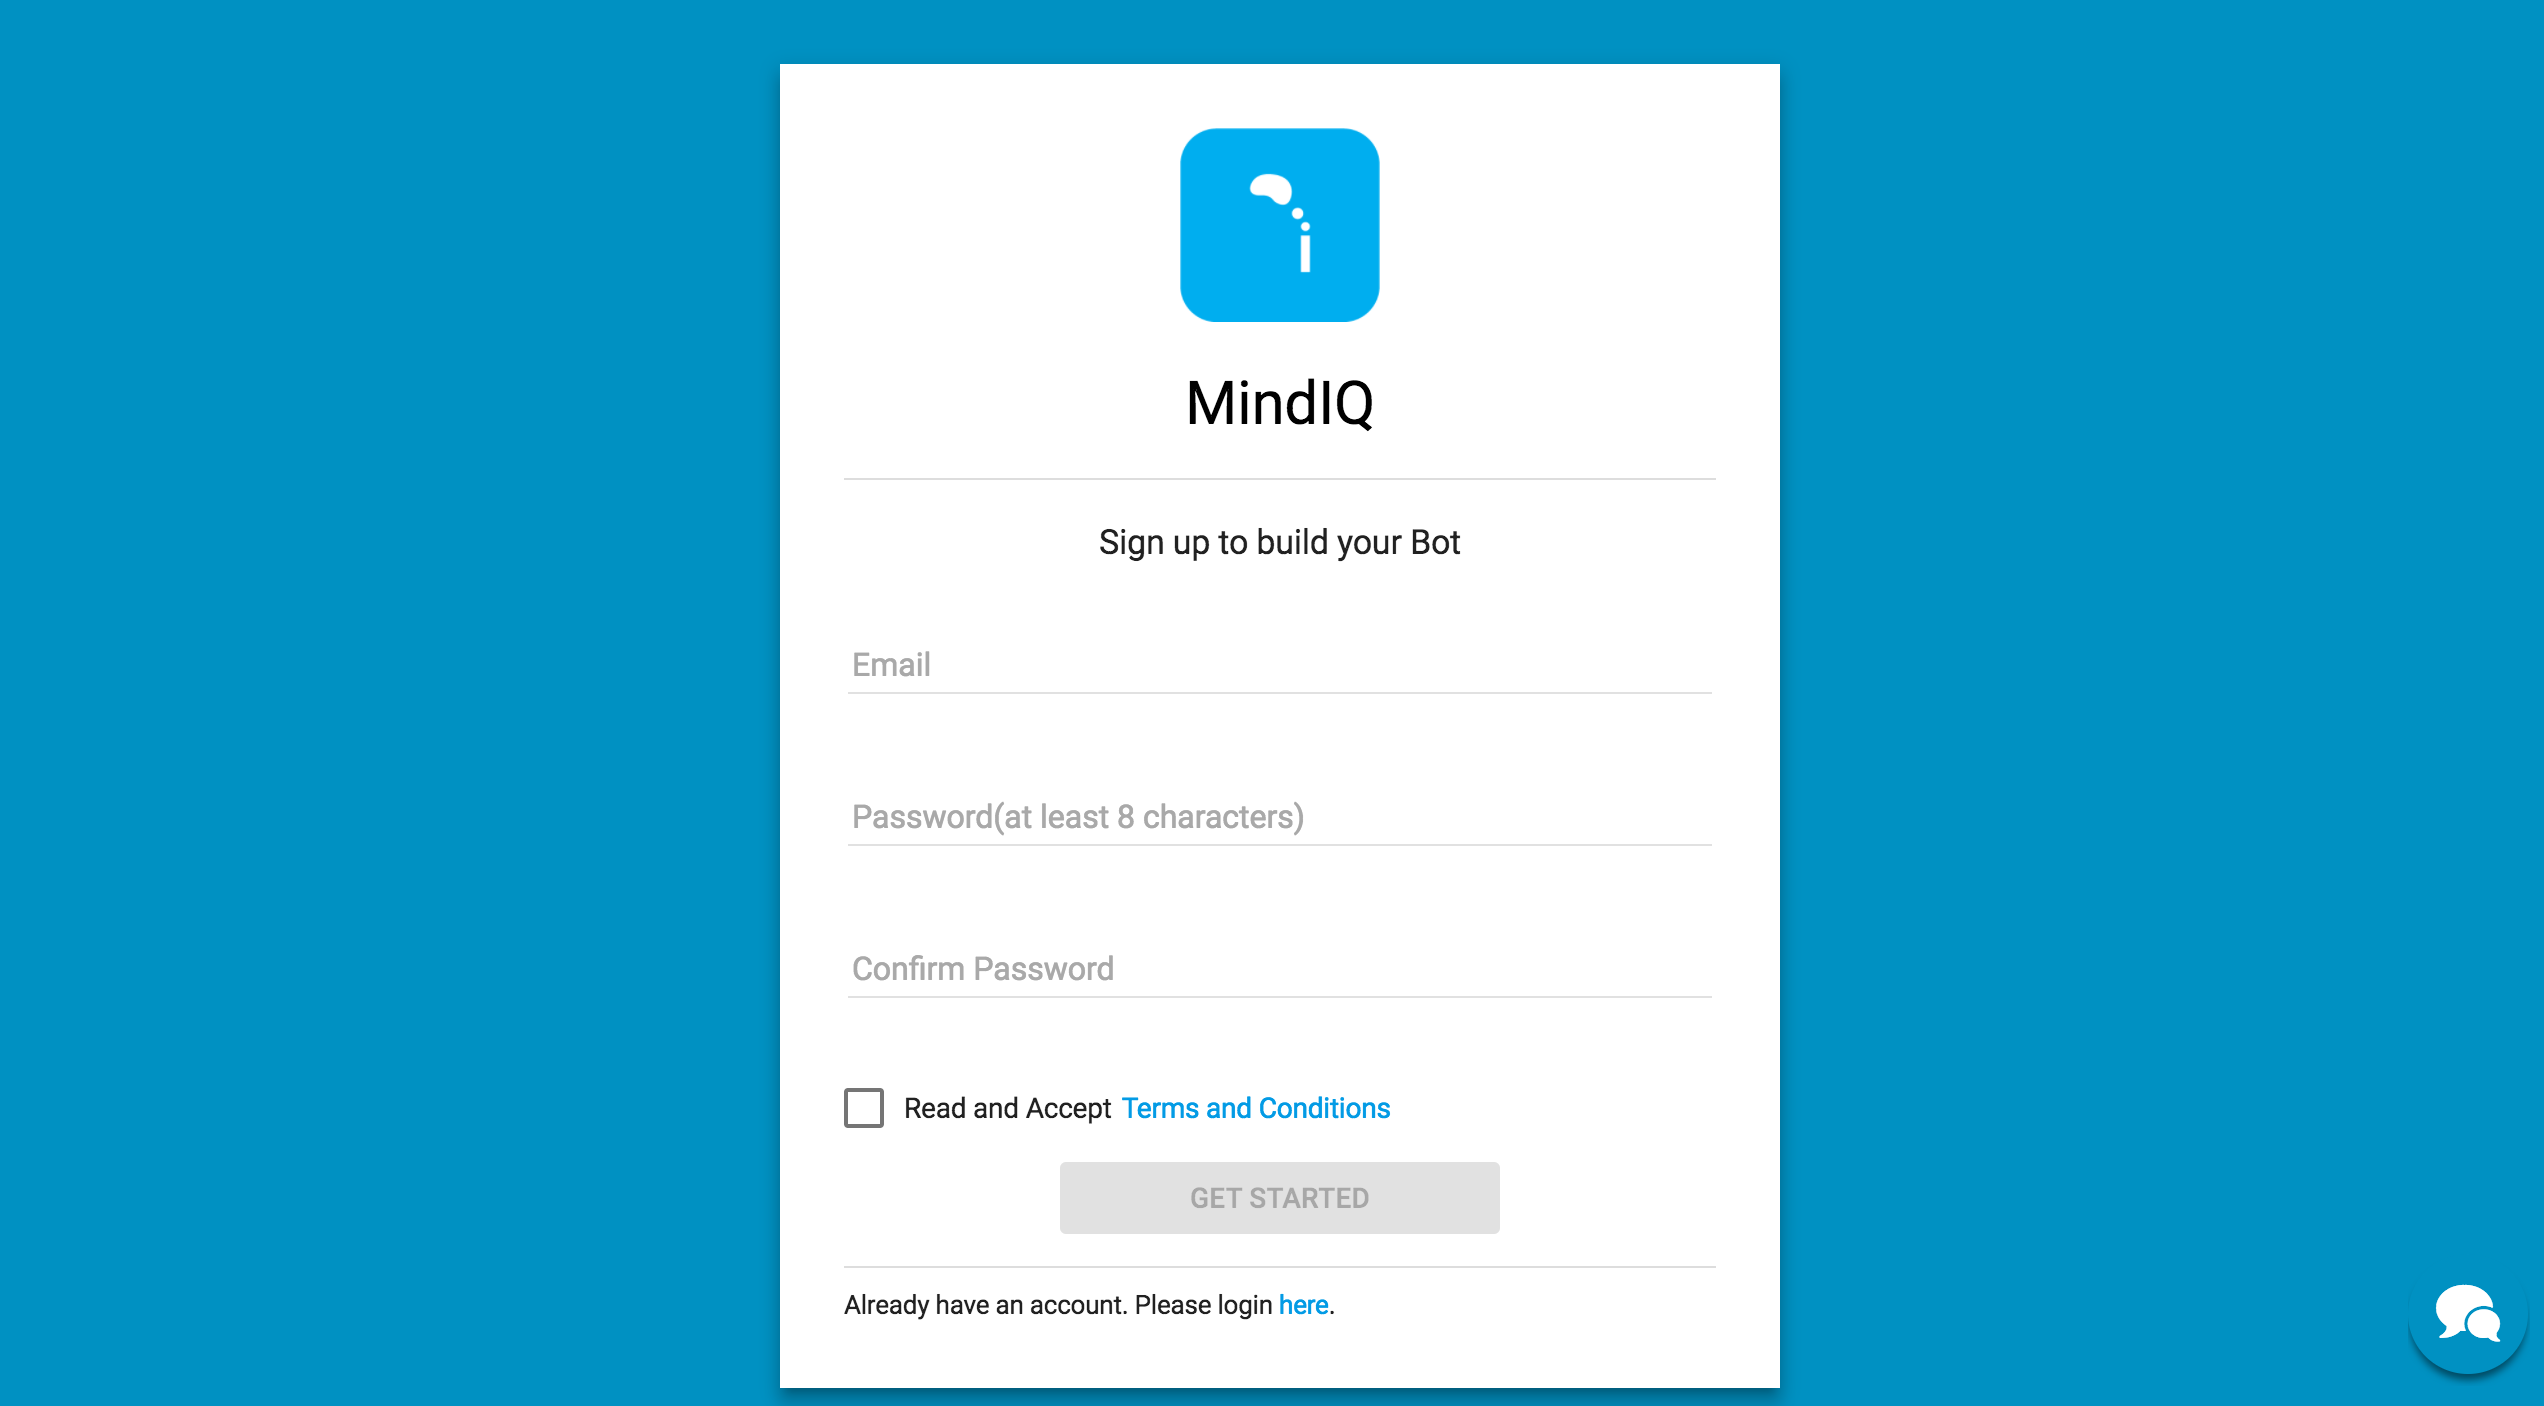 i
MindIQ
Sign up to build your Bot
Email
Password(at least 8 characters)
Confirm Password
Read and Accept Terms and Conditions
GET STARTED
Already have an account. Please login here.